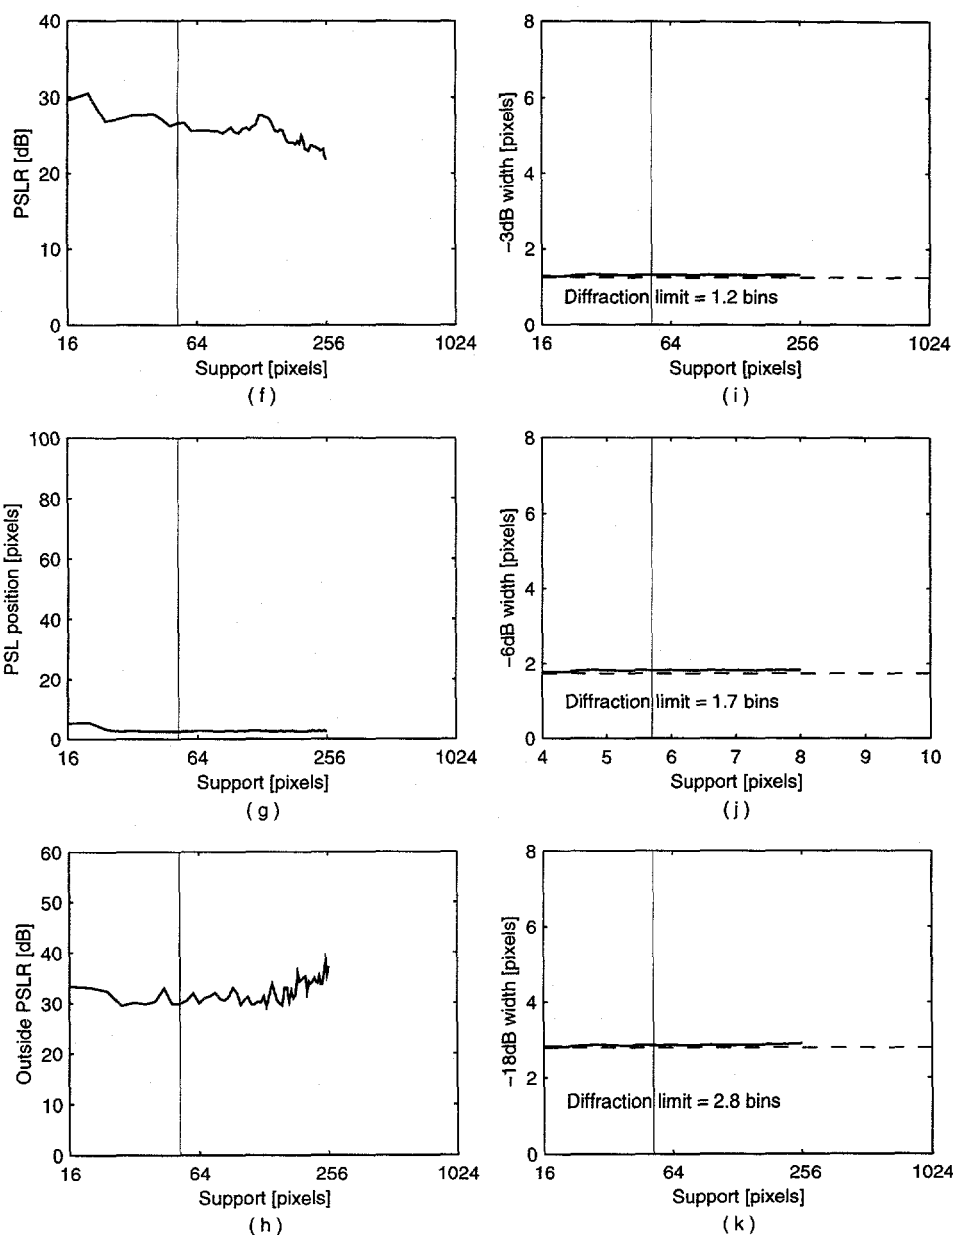 PSLR [dB]
40
30
20
10
0
16 64 256 1024
Support [pixels]
( f )
-3dB width [pixels]
8
6
4
2
0
Diffraction limit = 1.2 bins
16 64 256 1024
Support [pixels]
( i )
PSL position [pixels]
100
80
60
40
20
0
16 64 256 1024
Support [pixels]
( g )
-6dB width [pixels]
8
6
4
2
0
Diffraction limit = 1.7 bins
4 5 6 7 8 9 10
Support [pixels]
( j )
Outside PSLR [dB]
60
50
40
30
20
10
0
16 64 256 1024
Support [pixels]
( h )
-18dB width [pixels]
8
6
4
2
0
Diffraction limit = 2.8 bins
16 64 256 1024
Support [pixels]
( k )